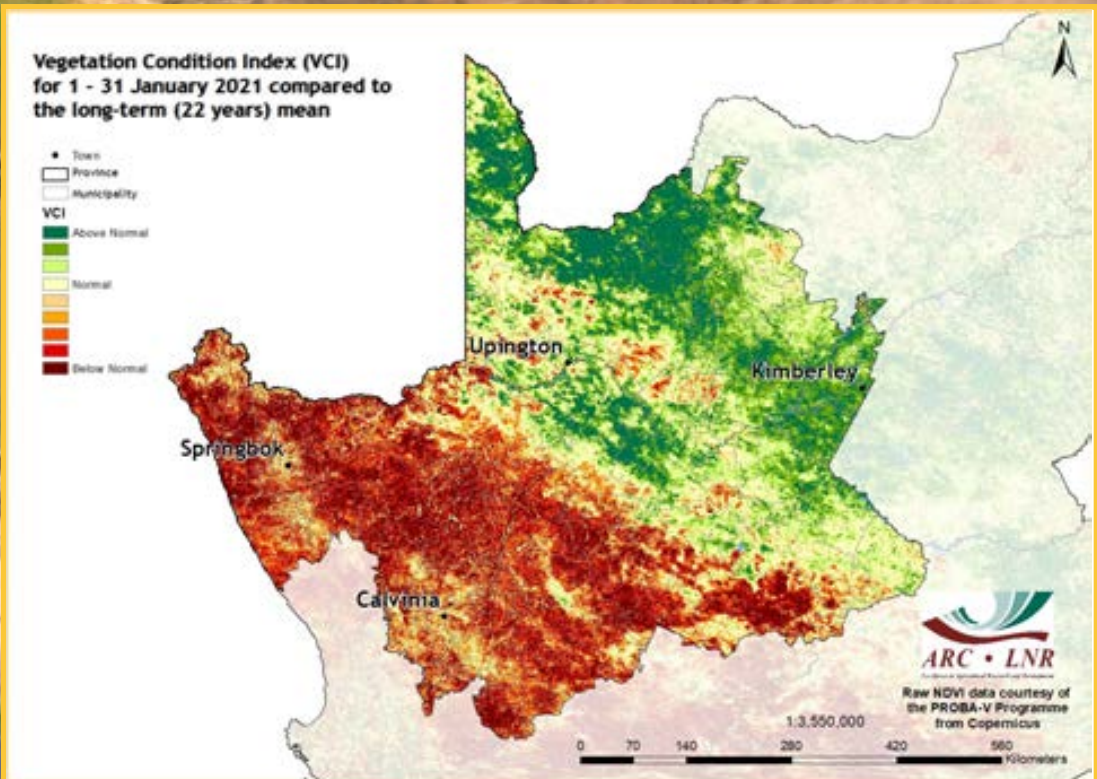 Vegetation Condition Index (VCI)
for 1 - 31 January 2021 compared to
the long-term (22 years) mean
N
Town
Province
Municipality
VCI
Above Normal
Normal
Below Normal
Upington
Kimberley
Springbok
Calvinia
ARC • LNR
Raw NDVI data courtesy of
the PROBA-V Programme
from Copernicus
1:3,550,000
0 70 140 280 420 560
Kilometers